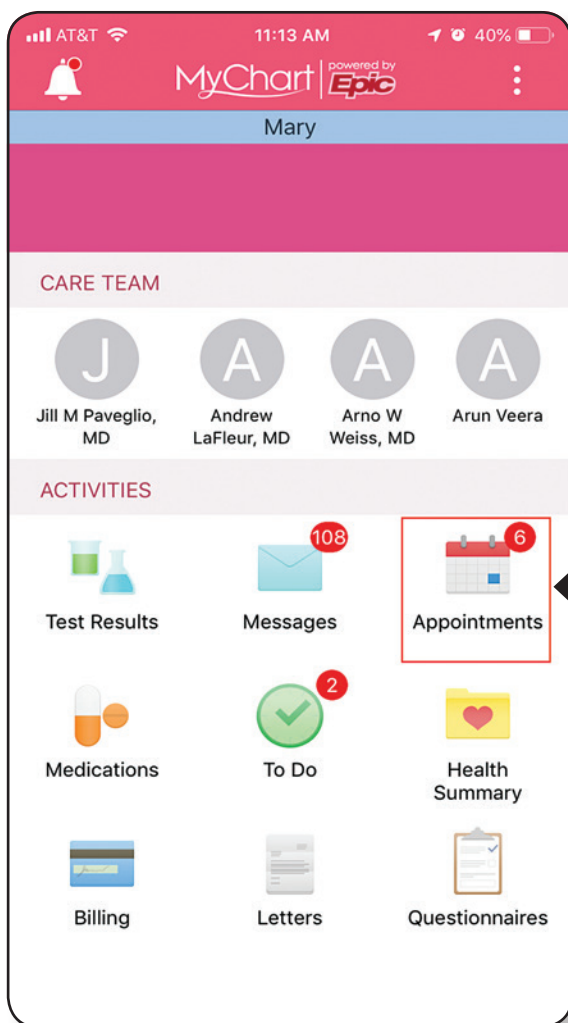 AT&T 11:13 AM 40%
MyChart powered by Epic
Mary
CARE TEAM
J A A A
Jill M Paveglio, MD
Andrew LaFleur, MD
Arno W Weiss, MD
Arun Veera
ACTIVITIES
108 6
Test Results Messages Appointments
2
Medications To Do Health Summary
Billing Letters Questionnaires